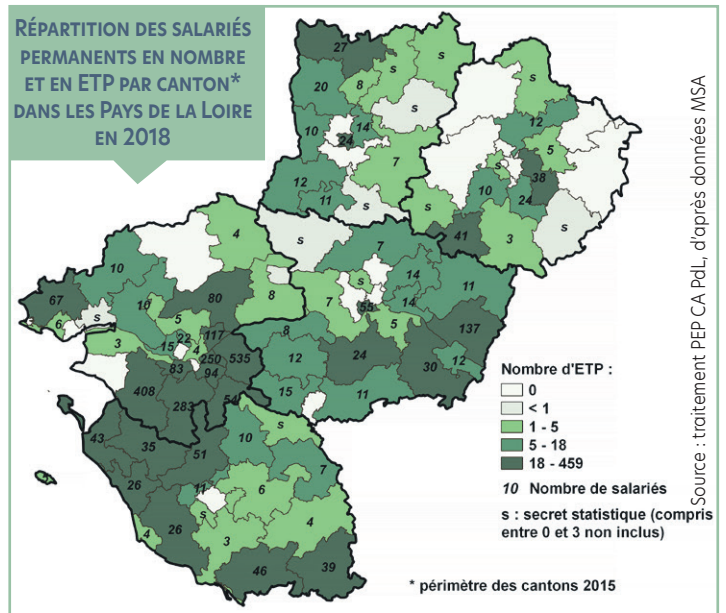 RÉPARTITION DES SALARIÉS
PERMANENTS EN NOMBRE
ET EN ETP PAR CANTON*
DANS LES PAYS DE LA LOIRE
EN 2018
27
s
s
20
8
s
s
10
14
24
12
5
7
38
12
11
s
s
10
24
s
41
3
s
4
s
7
10
14
11
67
10
80
8
s
7
14
s
6
5
55
5
137
3
15
22
117
4
8
24
12
250
535
12
30
83
94
408
283
54
15
11
s
43
35
51
10
7
26
11
6
s
4
26
3
4
46
39
Nombre d'ETP :
0
< 1
1 - 5
5 - 18
18 - 459
10 Nombre de salariés
s : secret statistique (compris
entre 0 et 3 non inclus)
* périmètre des cantons 2015
Source : traitement PEP CA PdL, d'après données MSA